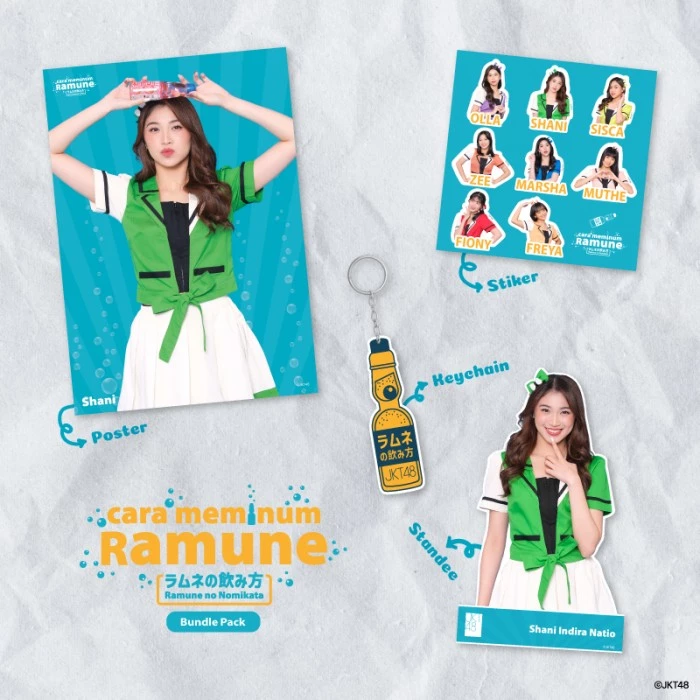 cara meminum
Ramune
Shani
Poster
OLLA
SHANI
SISCA
ZEE
MARSHA
MUTHE
FIONY
FREYA
cara meminum
Ramune
Stiker
Keychain
ラムネ
の飲み方
JKT48
cara meminum
Ramune
ラムネの飲み方
Ramune no Nomikata
Bundle Pack
Standee
JKT
48
Shani Indira Natio
©JKT48